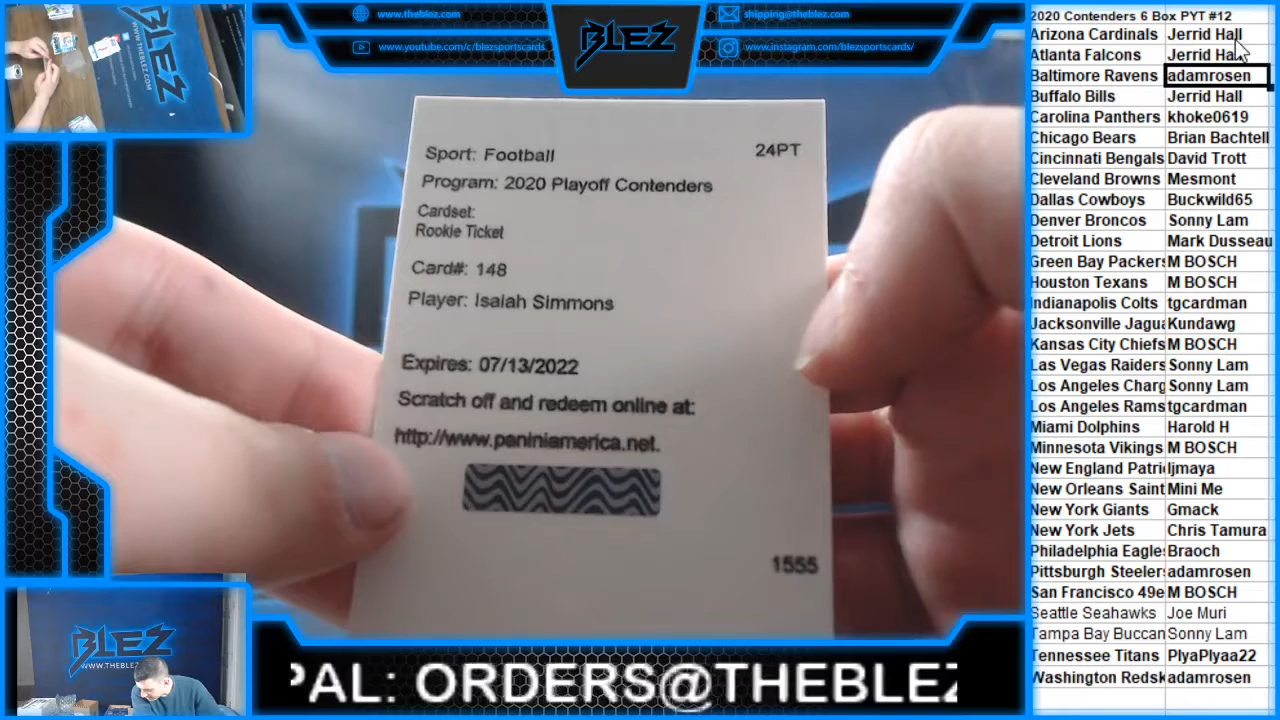 www.theblez.com
shipping@theblez.com
BLEZ
www.youtube.com/c/blezsportscards/
www.instagram.com/blezsportscards/
Sport: Football
24PT
Program: 2020 Playoff Contenders
Cardset:
Rookie Ticket
Card#: 148
Player: Isaiah Simmons
Expires: 07/13/2022
Scratch off and redeem online at:
http://www.paniniamerica.net.
1555
BLEZ
WWW.THEBLEZ.COM
PAL: ORDERS@THEBLEZ
2020 Contenders 6 Box PYT #12
Arizona Cardinals Jerrid Hall
Atlanta Falcons Jerrid Hall
Baltimore Ravens adamrosen
Buffalo Bills Jerrid Hall
Carolina Panthers khoke0619
Chicago Bears Brian Bachtell
Cincinnati Bengals David Trott
Cleveland Browns Mesmont
Dallas Cowboys Buckwild65
Denver Broncos Sonny Lam
Detroit Lions Mark Dusseau
Green Bay Packers M BOSCH
Houston Texans M BOSCH
Indianapolis Colts tgcardman
Jacksonville Jagua Kundawg
Kansas City Chiefs M BOSCH
Las Vegas Raiders Sonny Lam
Los Angeles Charg Sonny Lam
Los Angeles Rams tgcardman
Miami Dolphins Harold H
Minnesota Vikings M BOSCH
New England Patri ljmaya
New Orleans Saint Mini Me
New York Giants Gmack
New York Jets Chris Tamura
Philadelphia Eagle Braoch
Pittsburgh Steeler adamrosen
San Francisco 49e M BOSCH
Seattle Seahawks Joe Muri
Tampa Bay Buccan Sonny Lam
Tennessee Titans PlyaPlyaa22
Washington Redsk adamrosen